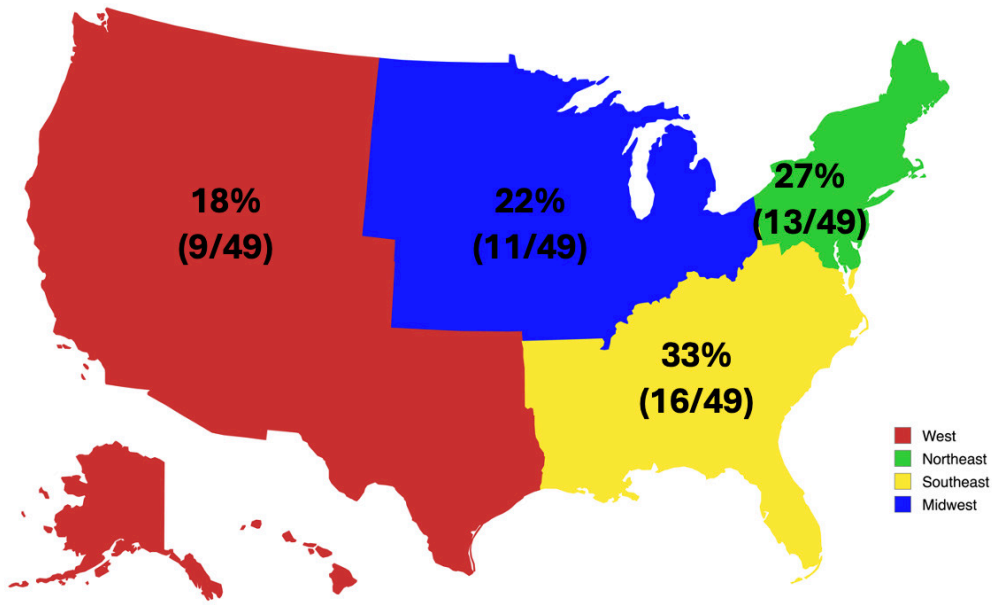 18%
(9/49)
22%
(11/49)
27%
(13/49)
33%
(16/49)
West
Northeast
Southeast
Midwest